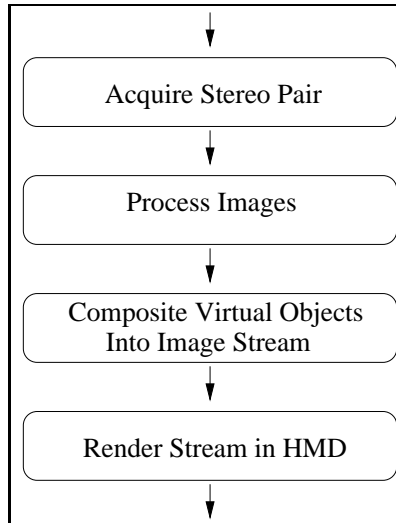 Acquire Stereo Pair
Process Images
Composite Virtual Objects
Into Image Stream
Render Stream in HMD